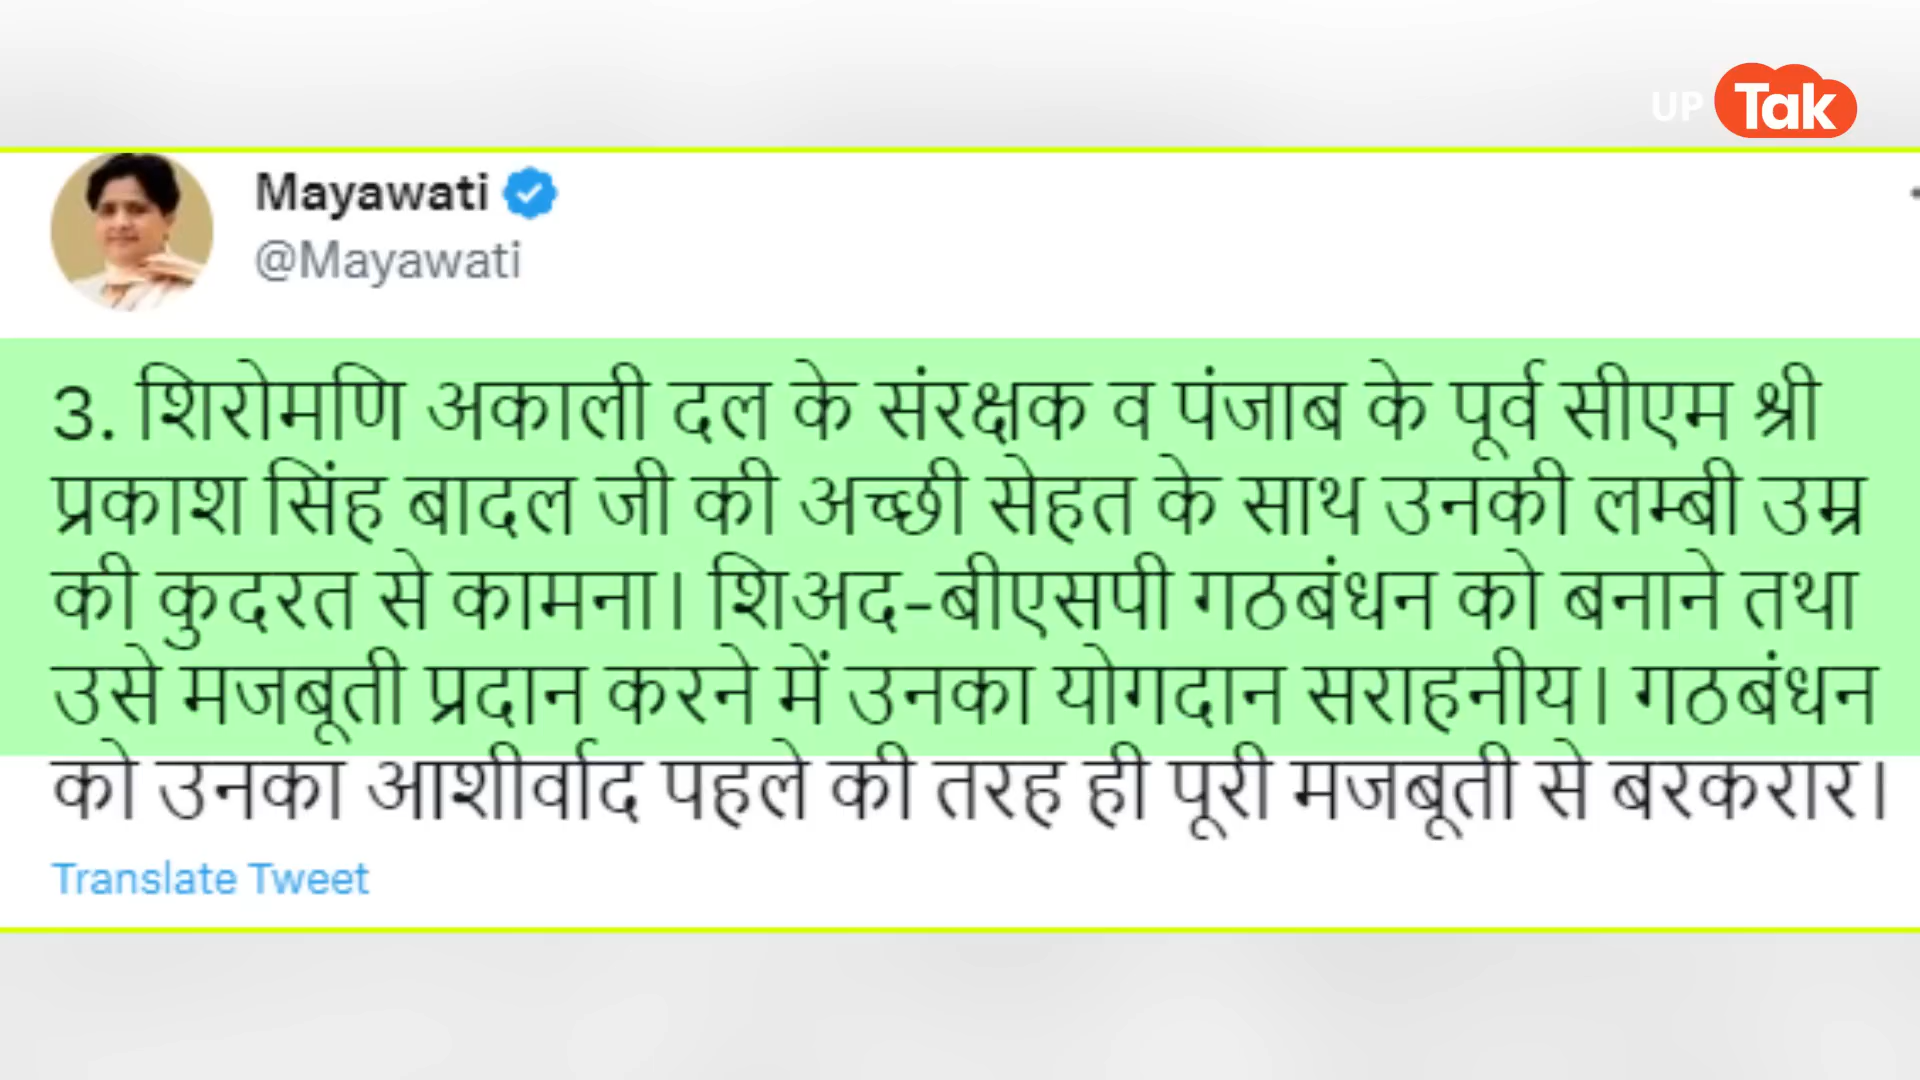 UP Tak
Mayawati
@Mayawati
3. शिरोमणि अकाली दल के संरक्षक व पंजाब के पूर्व सीएम श्री
प्रकाश सिंह बादल जी की अच्छी सेहत के साथ उनकी लम्बी उम्र
की कुदरत से कामना। शिअद-बीएसपी गठबंधन को बनाने तथा
उसे मजबूती प्रदान करने में उनका योगदान सराहनीय। गठबंधन
को उनका आशीर्वाद पहले की तरह ही पूरी मजबूती से बरकरार।
Translate Tweet